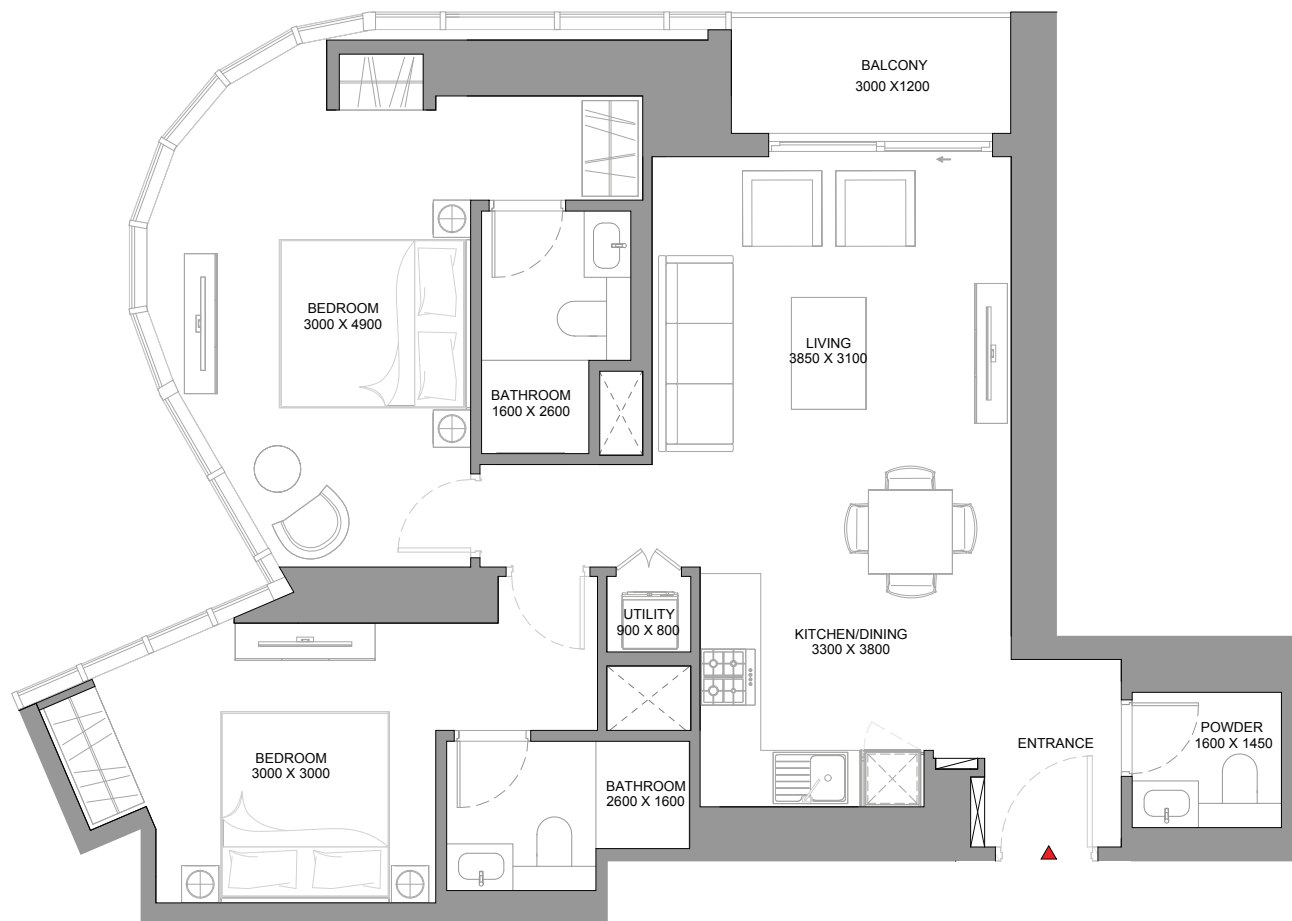 BALCONY
3000 X1200
BEDROOM
3000 X 4900
LIVING
3850 X 3100
BATHROOM
1600 X 2600
UTILITY
900 X 800
KITCHEN/DINING
3300 X 3800
POWDER
1600 X 1450
ENTRANCE
BEDROOM
3000 X 3000
BATHROOM
2600 X 1600